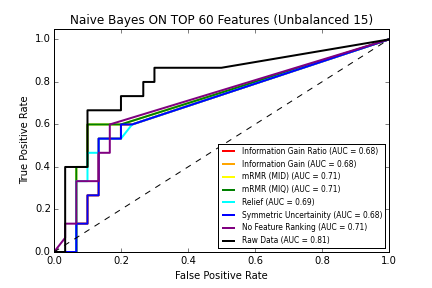 Naive Bayes ON TOP 60 Features (Unbalanced 15)
1.0
0.8
0.6
0.4
0.2
0.0
True Positive Rate
Information Gain Ratio (AUC = 0.68)
Information Gain (AUC = 0.68)
mRMR (MID) (AUC = 0.71)
mRMR (MIQ) (AUC = 0.71)
Relief (AUC = 0.69)
Symmetric Uncertainity (AUC = 0.68)
No Feature Ranking (AUC = 0.71)
Raw Data (AUC = 0.81)
0.0 0.2 0.4 0.6 0.8 1.0
False Positive Rate